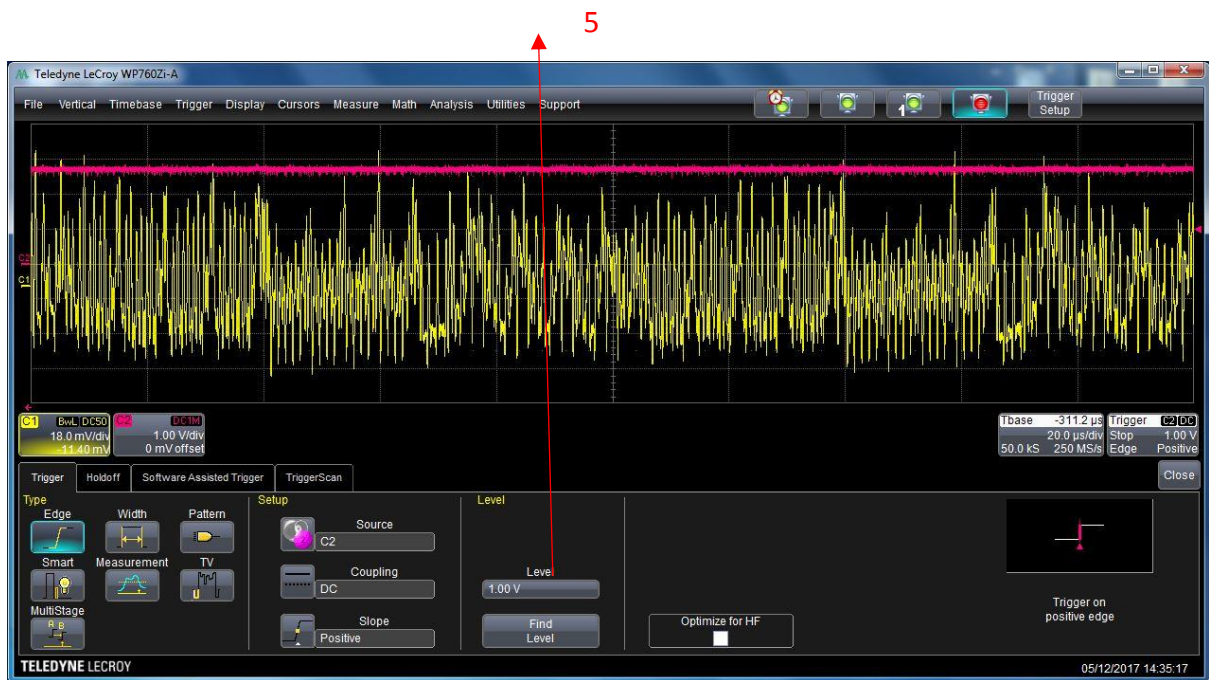 5
Teledyne LeCroy WP760Zi-A
File Vertical Timebase Trigger Display Cursors Measure Math Analysis Utilities Support
1
Trigger
Setup
C2
C1
C1 BwL DC50 C2 DC1M
18.0 mV/div 1.00 V/div
-11.40 mV 0 mV offset
Tbase -311.2 µs Trigger C2 DC
20.0 µs/div Stop 1.00 V
50.0 kS 250 MS/s Edge Positive
Trigger Holdoff Software Assisted Trigger TriggerScan Close
Type Setup Level
Edge Width Pattern
Smart Measurement TV
MultiStage
A B
Source
C2
Coupling
DC
Slope
Positive
Level
1.00 V
Find
Level
Optimize for HF
Trigger on
positive edge
TELEDYNE LECROY 05/12/2017 14:35:17